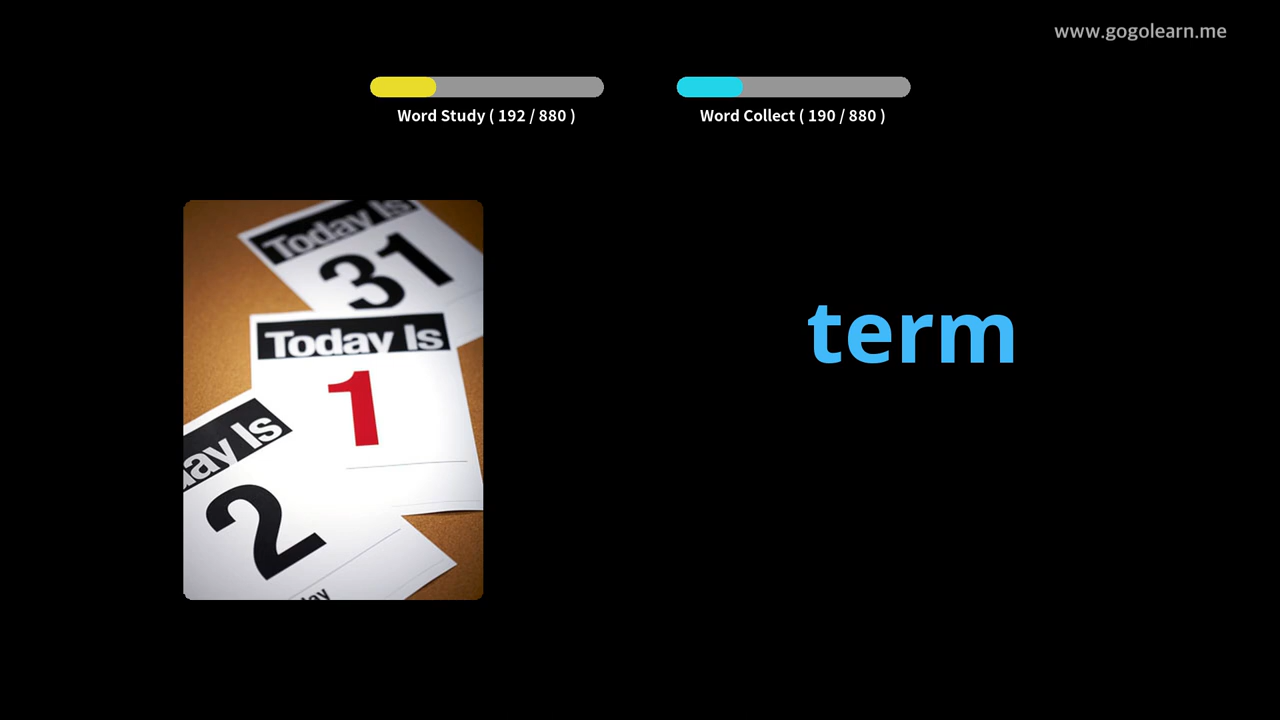 www.gogolearn.me
Word Study ( 192 / 880 )
Word Collect ( 190 / 880 )
Today Is
31
Today Is
1
day Is
2
term